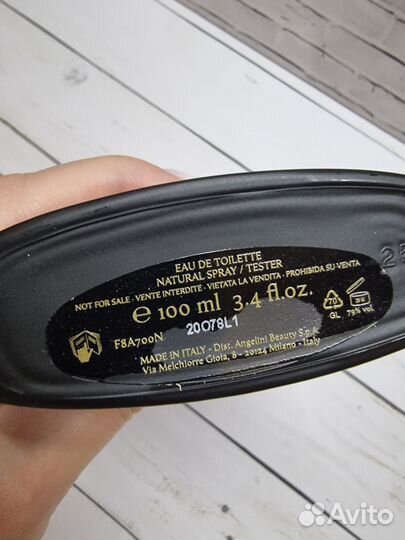 EAU DE TOILETTE
NATURAL SPRAY / TESTER
NOT FOR SALE - VENTE INTERDITE - VIETATA LA VENDITA - PROHIBIDA SU VENTA
℮ 100 ml 3.4 fl.oz.
F8A700N
20078L1
70
GL
79% vol.
MADE IN ITALY - Dist. Angelini Beauty S.p.A.
Via Melchiorre Gioia, 8 - 20124 Milano - Italy
Avito